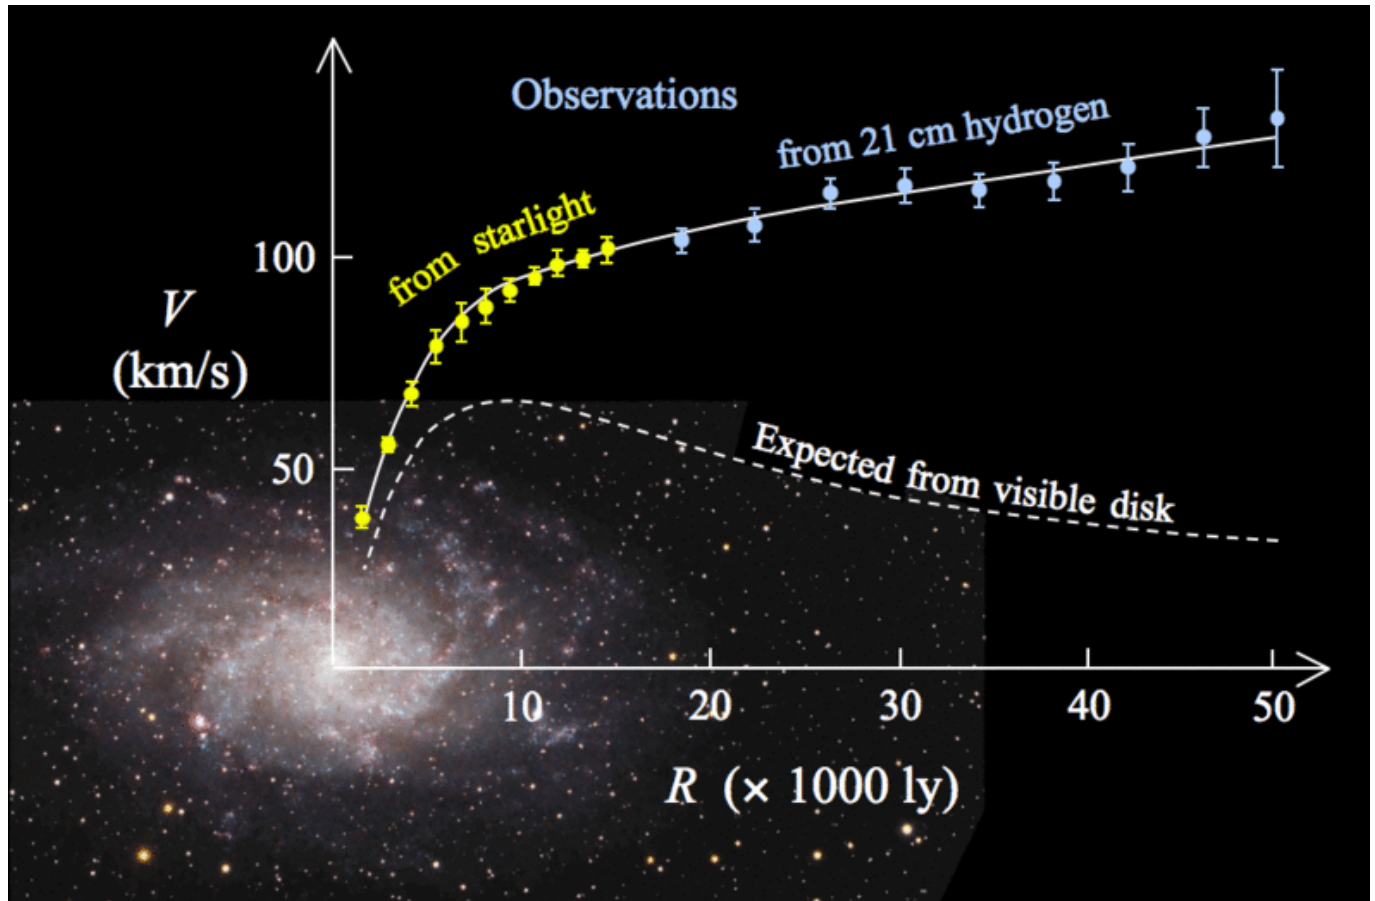 Observations
from 21 cm hydrogen
from starlight
100
V
(km/s)
50
Expected from visible disk
10 20 30 40 50
R (× 1000 ly)